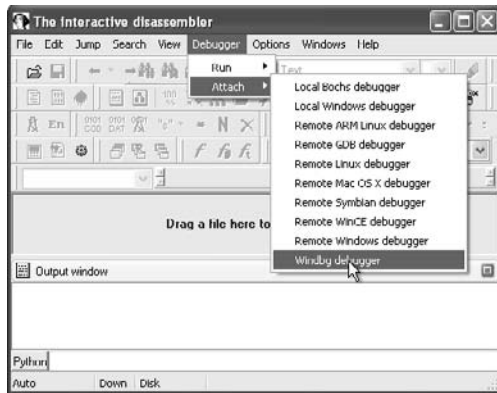 The interactive disassembler
File Edit Jump Search View Debugger Options Windows Help
Run
Attach
Text
Local Bochs debugger
Local Windows debugger
Remote ARM Linux debugger
Remote GDB debugger
Remote Linux debugger
Remote Mac OS X debugger
Remote Symbian debugger
Remote WinCE debugger
Remote Windows debugger
Windbg debugger
En
Drag a file here to
Output window
Python
Auto Down Disk